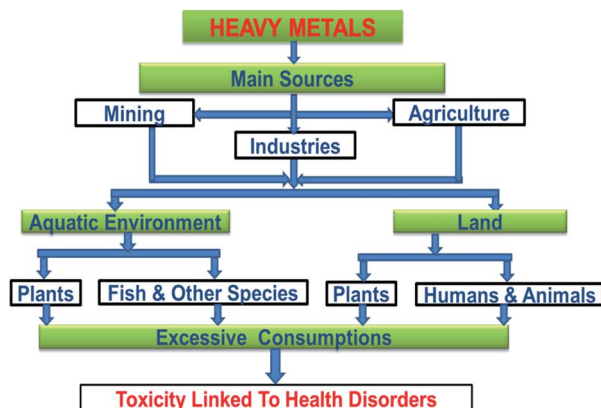 HEAVY METALS
Main Sources
Mining
Agriculture
Industries
Aquatic Environment
Land
Plants
Fish & Other Species
Plants
Humans & Animals
Excessive Consumptions
Toxicity Linked To Health Disorders